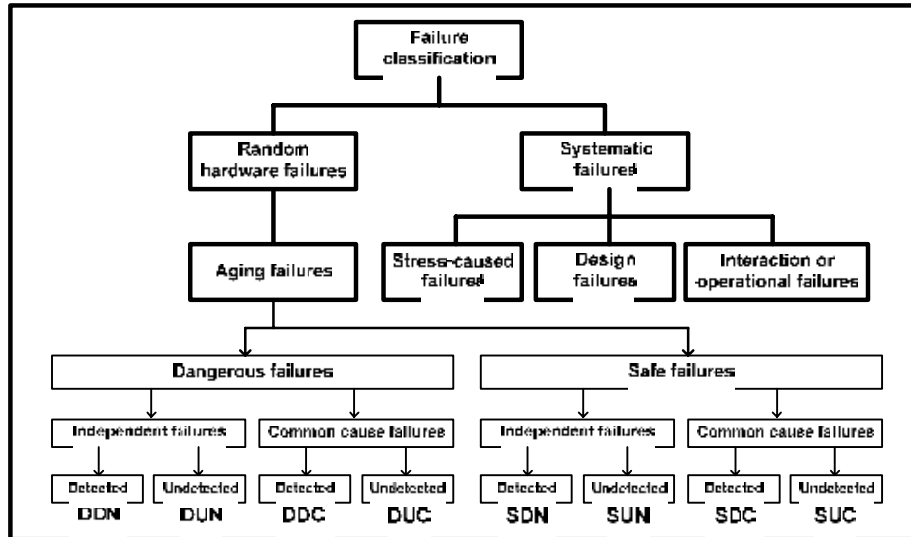 Failure
classification
Random
hardware failures
Systematic
failures
Aging failures
Stress-caused
failures
Design
failures
Interaction or
operational failures
Dangerous failures
Safe failures
Independent failures
Common cause failures
Independent failures
Common cause failures
Detected
Undetected
Detected
Undetected
Detected
Undetected
Detected
Undetected
DDN
DUN
DDC
DUC
SDN
SUN
SDC
SUC